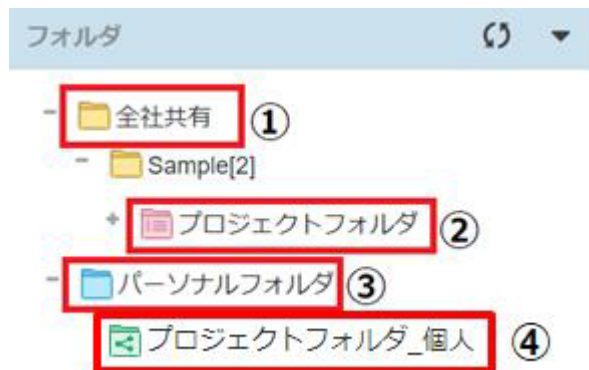 フォルダ
全社共有 ①
Sample[2]
プロジェクトフォルダ ②
パーソナルフォルダ ③
プロジェクトフォルダ_個人 ④